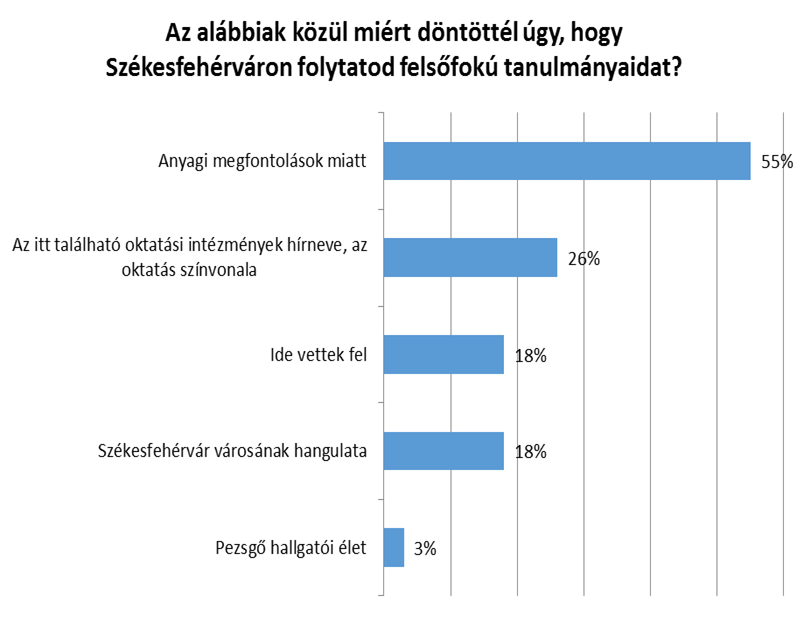 Az alábbiak közül miért döntöttél úgy, hogy
Székesfehérváron folytatod felsőfokú tanulmányaidat?
Anyagi megfontolások miatt
55%
Az itt található oktatási intézmények hírneve, az
oktatás színvonala
26%
Ide vettek fel
18%
Székesfehérvár városának hangulata
18%
Pezsgő hallgatói élet
3%